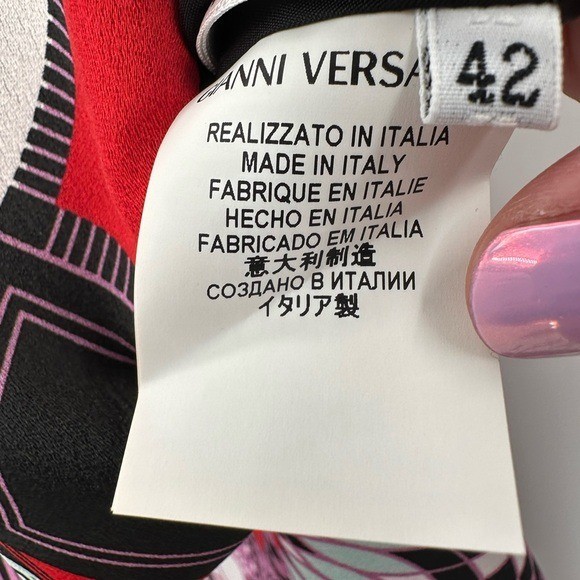 GIANNI VERSA
42
REALIZZATO IN ITALIA
MADE IN ITALY
FABRIQUE EN ITALIE
HECHO EN ITALIA
FABRICADO EM ITALIA
意大利制造
СОЗДАНО В ИТАЛИИ
イタリア製